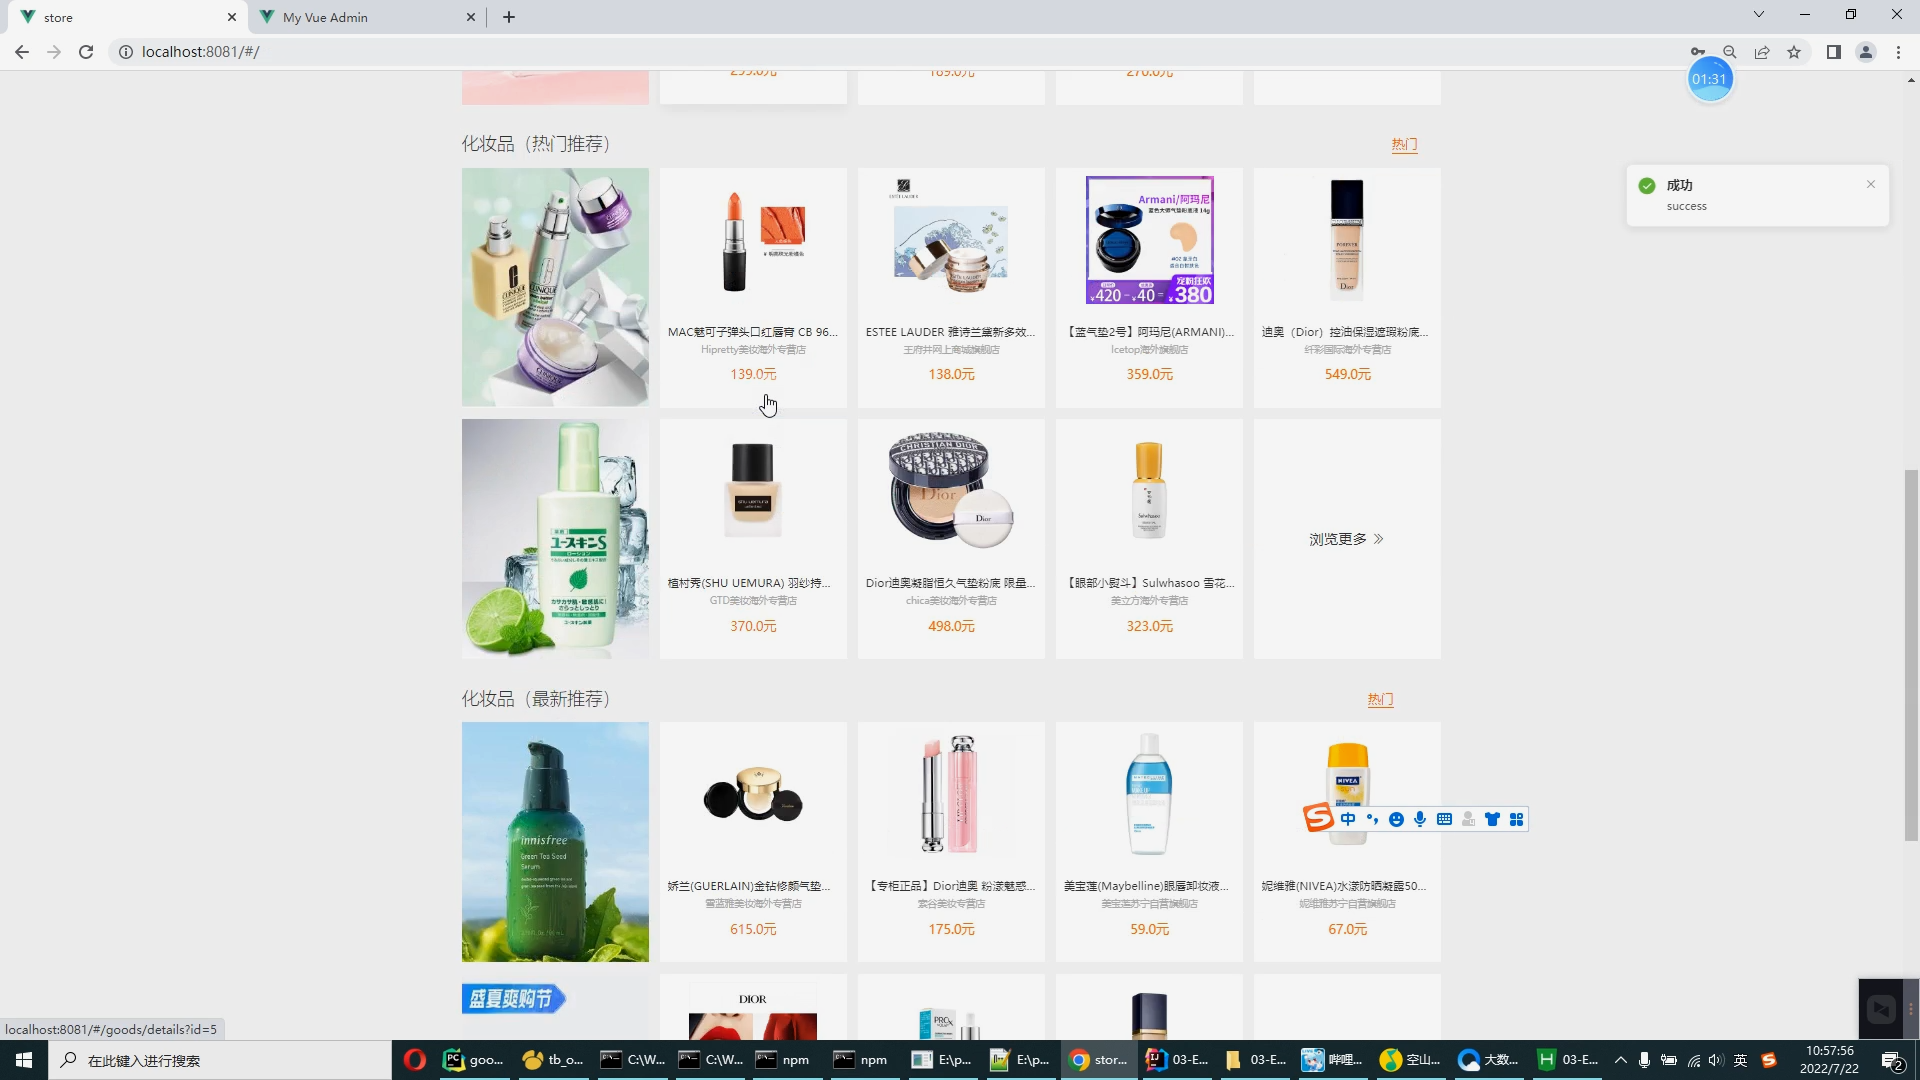 store
My Vue Admin
localhost:8081/#/
01:31
299.0元
189.0元
270.0元
化妆品（热门推荐）
热门
成功
success
MAC魅可子弹头口红唇膏 CB 96...
Hipretty美妆海外专营店
139.0元
ESTEE LAUDER 雅诗兰黛新多效...
王府井网上商城旗舰店
138.0元
Armani/阿玛尼
【蓝气垫2号】阿玛尼(ARMANI)...
Icetop海外旗舰店
359.0元
迪奥（Dior）控油保湿遮瑕粉底...
纤彩国际海外专营店
549.0元
植村秀(SHU UEMURA) 羽纱持...
GTD美妆海外专营店
370.0元
Dior迪奥凝脂恒久气垫粉底 限量...
chica美妆海外专营店
498.0元
【眼部小熨斗】Sulwhasoo 雪花...
美立方海外专营店
323.0元
浏览更多
化妆品（最新推荐）
热门
innisfree
Green Tea Seed
Serum
娇兰(GUERLAIN)金钻修颜气垫...
雪蓝雅美妆海外专营店
615.0元
【专柜正品】Dior迪奥 粉漾魅惑...
索谷美妆专营店
175.0元
美宝莲(Maybelline)眼唇卸妆液...
美宝莲苏宁自营旗舰店
59.0元
妮维雅(NIVEA)水漾防晒凝露50...
妮维雅苏宁自营旗舰店
67.0元
中
盛夏爽购节
DIOR
PROX
localhost:8081/#/goods/details?id=5
在此键入进行搜索
goo...
tb_o...
C:\W...
C:\W...
npm
npm
E:\p...
E:\p...
stor...
03-E...
03-E...
哔哩...
空山...
大数...
03-E...
英
10:57:56
2022/7/22
2